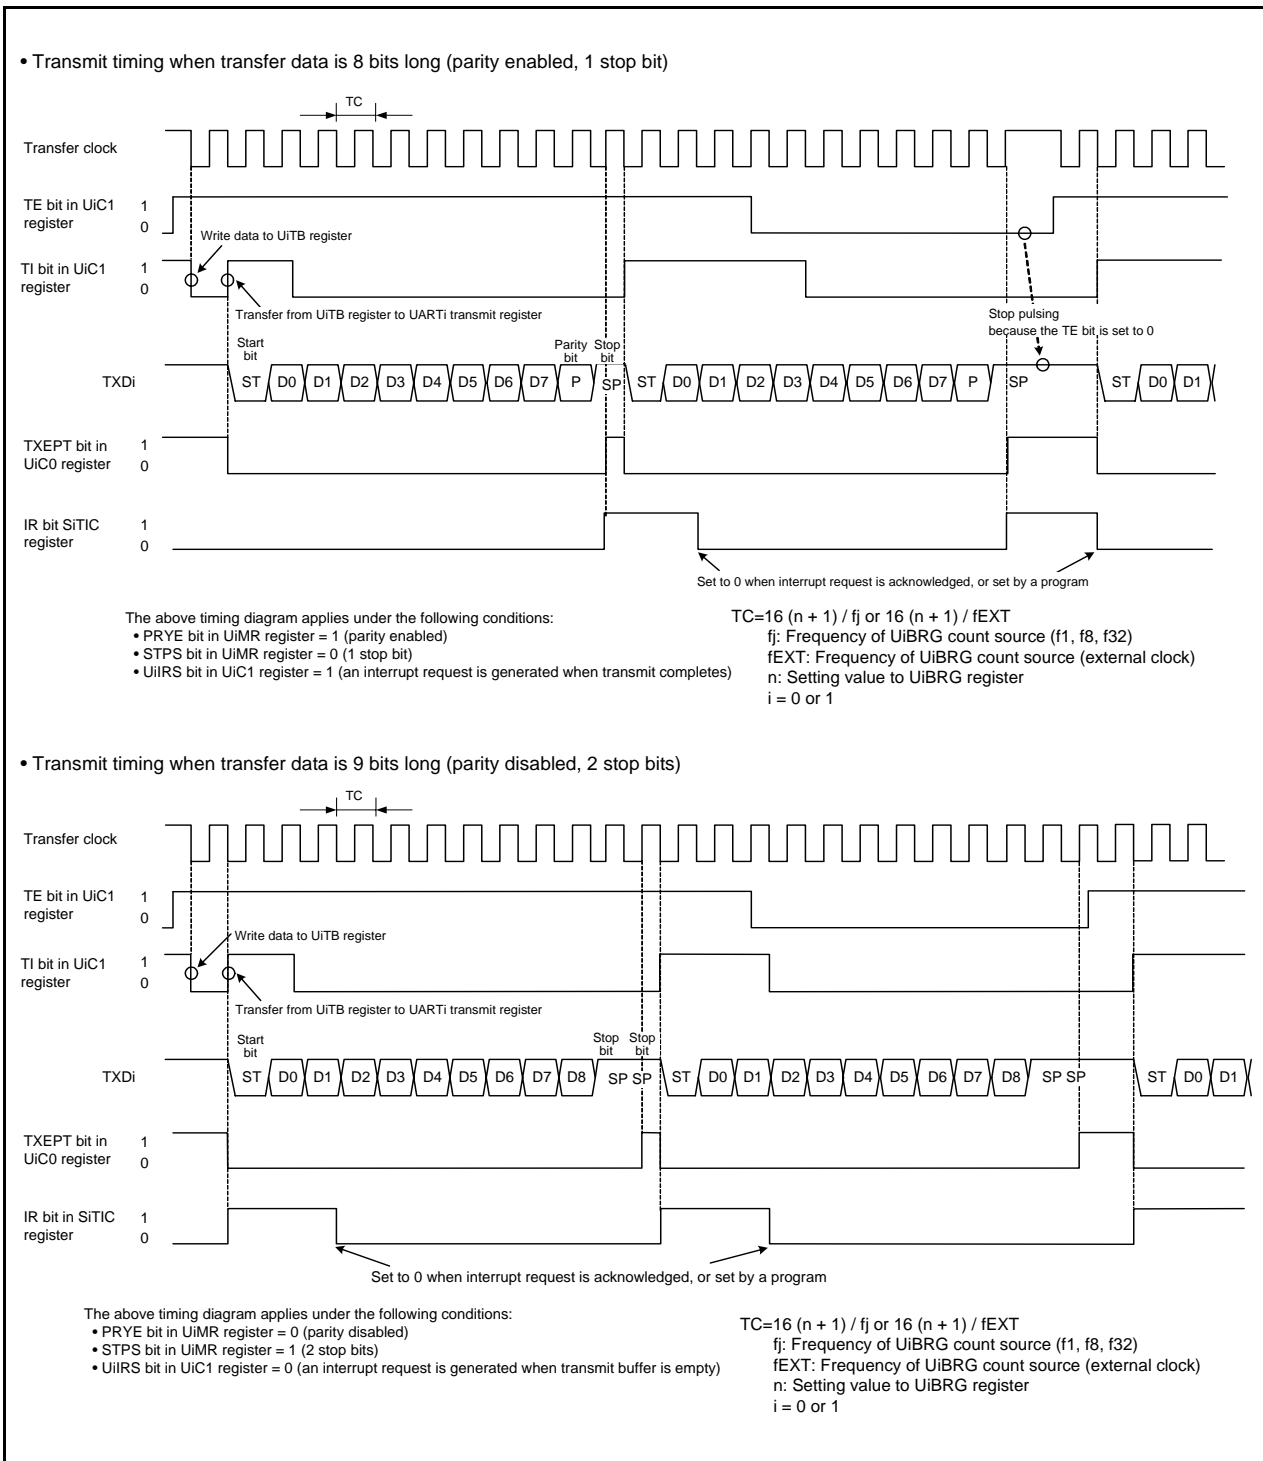 • Transmit timing when transfer data is 8 bits long (parity enabled, 1 stop bit)
TC
Transfer clock
TE bit in UiC1
register
1
0
Write data to UiTB register
TI bit in UiC1
register
1
0
Transfer from UiTB register to UARTi transmit register
Stop pulsing
because the TE bit is set to 0
Start
bit
Parity
bit
Stop
bit
TXDi
ST D0 D1 D2 D3 D4 D5 D6 D7 P SP ST D0 D1 D2 D3 D4 D5 D6 D7 P SP ST D0 D1
TXEPT bit in
UiC0 register
1
0
IR bit SiTIC
register
1
0
Set to 0 when interrupt request is acknowledged, or set by a program
The above timing diagram applies under the following conditions:
• PRYE bit in UiMR register = 1 (parity enabled)
• STPS bit in UiMR register = 0 (1 stop bit)
• UiIRS bit in UiC1 register = 1 (an interrupt request is generated when transmit completes)
TC=16 (n + 1) / fj or 16 (n + 1) / fEXT
fj: Frequency of UiBRG count source (f1, f8, f32)
fEXT: Frequency of UiBRG count source (external clock)
n: Setting value to UiBRG register
i = 0 or 1
• Transmit timing when transfer data is 9 bits long (parity disabled, 2 stop bits)
TC
Transfer clock
TE bit in UiC1
register
1
0
Write data to UiTB register
TI bit in UiC1
register
1
0
Transfer from UiTB register to UARTi transmit register
Start
bit
Stop
bit
Stop
bit
TXDi
ST D0 D1 D2 D3 D4 D5 D6 D7 D8 SP SP ST D0 D1 D2 D3 D4 D5 D6 D7 D8 SP SP ST D0 D1
TXEPT bit in
UiC0 register
1
0
IR bit in SiTIC
register
1
0
Set to 0 when interrupt request is acknowledged, or set by a program
The above timing diagram applies under the following conditions:
• PRYE bit in UiMR register = 0 (parity disabled)
• STPS bit in UiMR register = 1 (2 stop bits)
• UiIRS bit in UiC1 register = 0 (an interrupt request is generated when transmit buffer is empty)
TC=16 (n + 1) / fj or 16 (n + 1) / fEXT
fj: Frequency of UiBRG count source (f1, f8, f32)
fEXT: Frequency of UiBRG count source (external clock)
n: Setting value to UiBRG register
i = 0 or 1